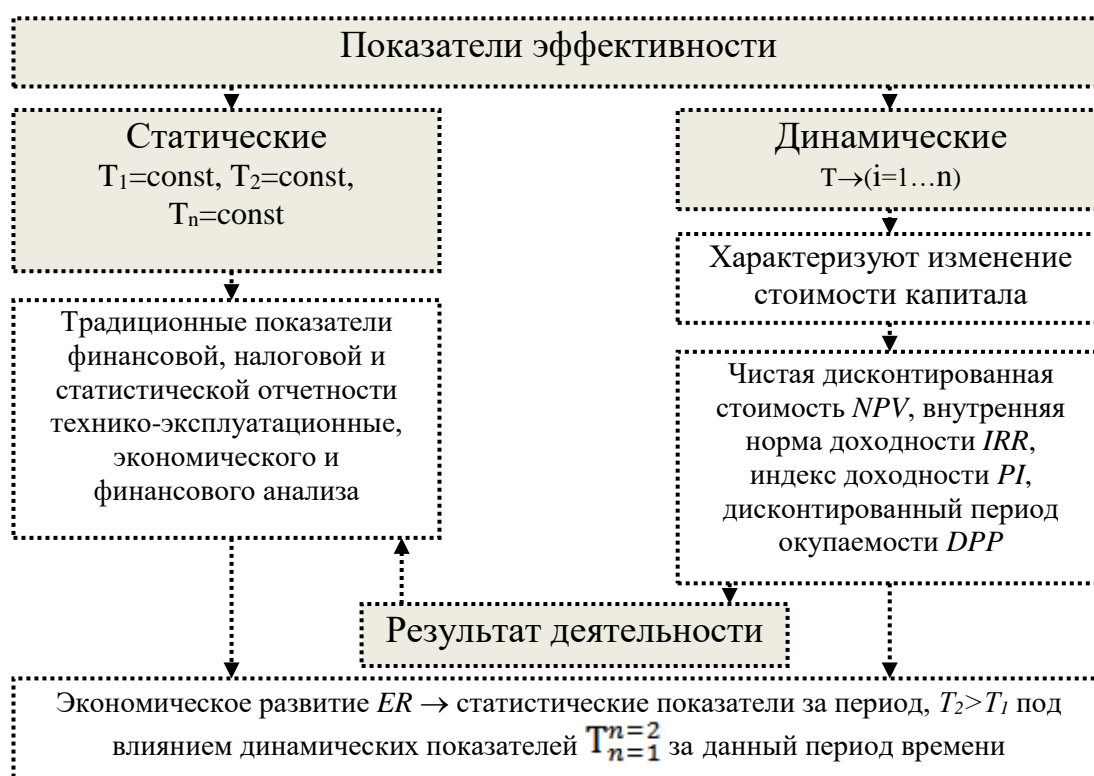 Показатели эффективности
Статические
T₁=const, T₂=const,
Tₙ=const
Динамические
T→(i=1…n)
Характеризуют изменение
стоимости капитала
Традиционные показатели
финансовой, налоговой и
статистической отчетности
технико-эксплуатационные,
экономического и
финансового анализа
Чистая дисконтированная
стоимость NPV, внутренняя
норма доходности IRR,
индекс доходности PI,
дисконтированный период
окупаемости DPP
Результат деятельности
Экономическое развитие ER → статистические показатели за период, T₂>T₁ под
влиянием динамических показателей T_{n=1}^{n=2} за данный период времени